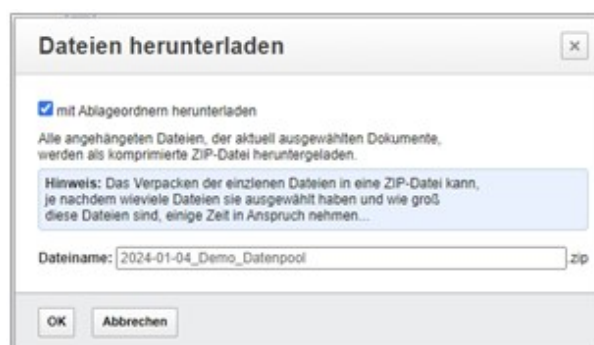 Dateien herunterladen
mit Ablageordnern herunterladen
Alle angehängten Dateien, der aktuell ausgewählten Dokumente,
werden als komprimierte ZIP-Datei heruntergeladen.
Hinweis: Das Verpacken der einzlenen Dateien in eine ZIP-Datei kann,
je nachdem wieviele Dateien sie ausgewählt haben und wie groß
diese Dateien sind, einige Zeit in Anspruch nehmen...
Dateiname: 2024-01-04_Demo_Datenpool .zip
OK Abbrechen